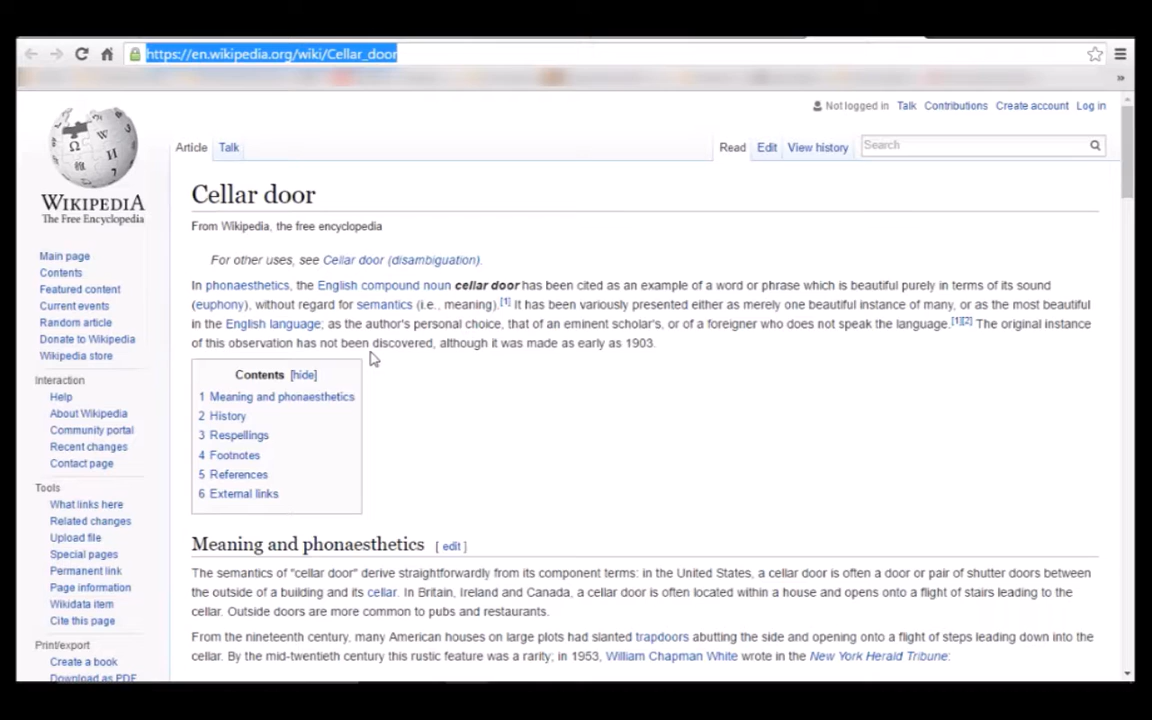 https://en.wikipedia.org/wiki/Cellar_door
Not logged in Talk Contributions Create account Log in
Article Talk Read Edit View history Search
WIKIPEDIA
The Free Encyclopedia
Main page
Contents
Featured content
Current events
Random article
Donate to Wikipedia
Wikipedia store
Interaction
Help
About Wikipedia
Community portal
Recent changes
Contact page
Tools
What links here
Related changes
Upload file
Special pages
Permanent link
Page information
Wikidata item
Cite this page
Print/export
Create a book
Download as PDF
Cellar door
From Wikipedia, the free encyclopedia
For other uses, see Cellar door (disambiguation).
In phonaesthetics, the English compound noun cellar door has been cited as an example of a word or phrase which is beautiful purely in terms of its sound
(euphony), without regard for semantics (i.e., meaning).[1] It has been variously presented either as merely one beautiful instance of many, or as the most beautiful
in the English language; as the author's personal choice, that of an eminent scholar's, or of a foreigner who does not speak the language.[1][2] The original instance
of this observation has not been discovered, although it was made as early as 1903.
Contents [hide]
1 Meaning and phonaesthetics
2 History
3 Respellings
4 Footnotes
5 References
6 External links
Meaning and phonaesthetics [ edit ]
The semantics of "cellar door" derive straightforwardly from its component terms: in the United States, a cellar door is often a door or pair of shutter doors between
the outside of a building and its cellar. In Britain, Ireland and Canada, a cellar door is often located within a house and opens onto a flight of stairs leading to the
cellar. Outside doors are more common to pubs and restaurants.
From the nineteenth century, many American houses on large plots had slanted trapdoors abutting the side and opening onto a flight of steps leading down into the
cellar. By the mid-twentieth century this rustic feature was a rarity; in 1953, William Chapman White wrote in the New York Herald Tribune: